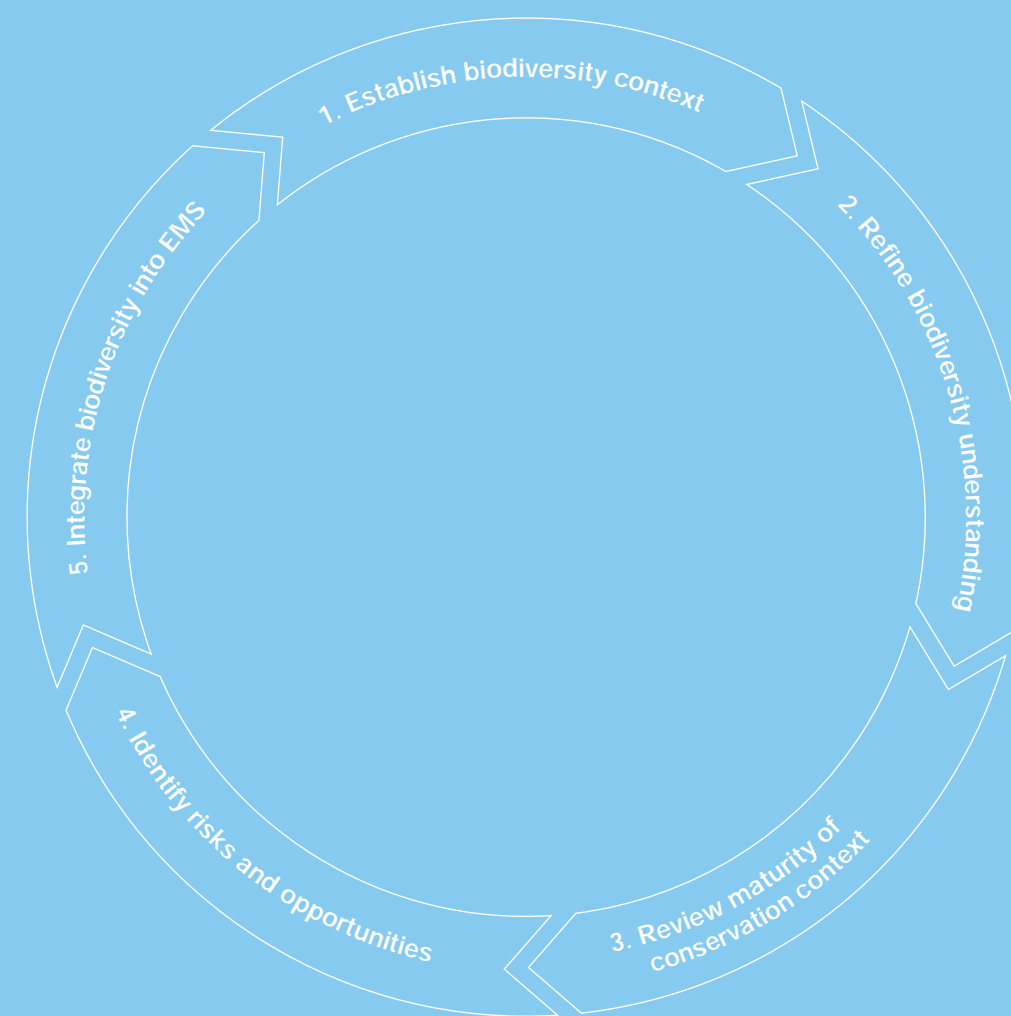 1. Establish biodiversity context
2. Refine biodiversity understanding
3. Review maturity of
conservation context
4. Identify risks and opportunities
5. Integrate biodiversity into EMS